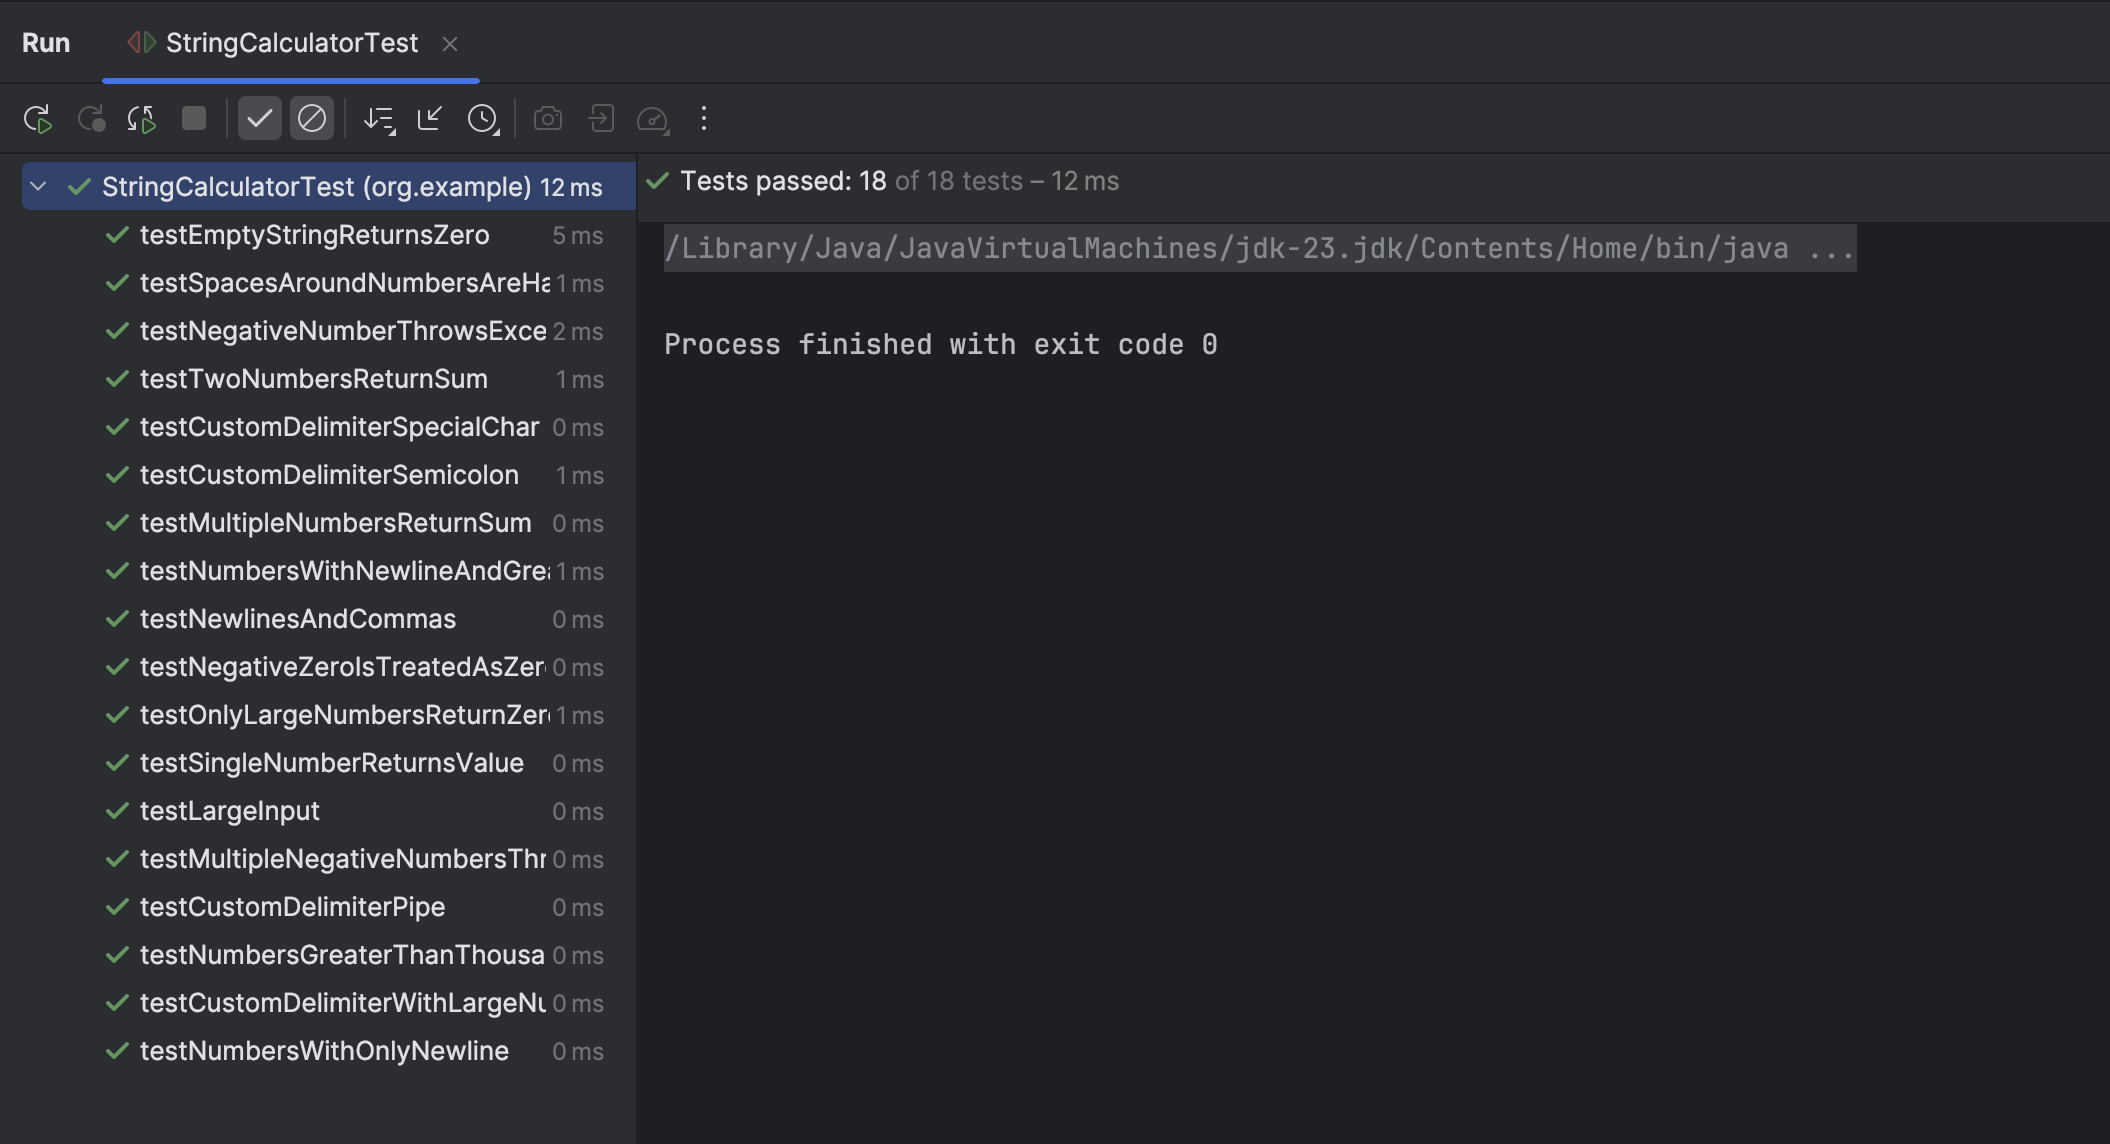 Run StringCalculatorTest
StringCalculatorTest (org.example) 12 ms
testEmptyStringReturnsZero 5 ms
testSpacesAroundNumbersAreHa 1 ms
testNegativeNumberThrowsExce 2 ms
testTwoNumbersReturnSum 1 ms
testCustomDelimiterSpecialChar 0 ms
testCustomDelimiterSemicolon 1 ms
testMultipleNumbersReturnSum 0 ms
testNumbersWithNewlineAndGrea 1 ms
testNewlinesAndCommas 0 ms
testNegativeZeroIsTreatedAsZer 0 ms
testOnlyLargeNumbersReturnZer 1 ms
testSingleNumberReturnsValue 0 ms
testLargeInput 0 ms
testMultipleNegativeNumbersThr 0 ms
testCustomDelimiterPipe 0 ms
testNumbersGreaterThanThousa 0 ms
testCustomDelimiterWithLargeNu 0 ms
testNumbersWithOnlyNewline 0 ms
Tests passed: 18 of 18 tests – 12 ms
/Library/Java/JavaVirtualMachines/jdk-23.jdk/Contents/Home/bin/java ...
Process finished with exit code 0